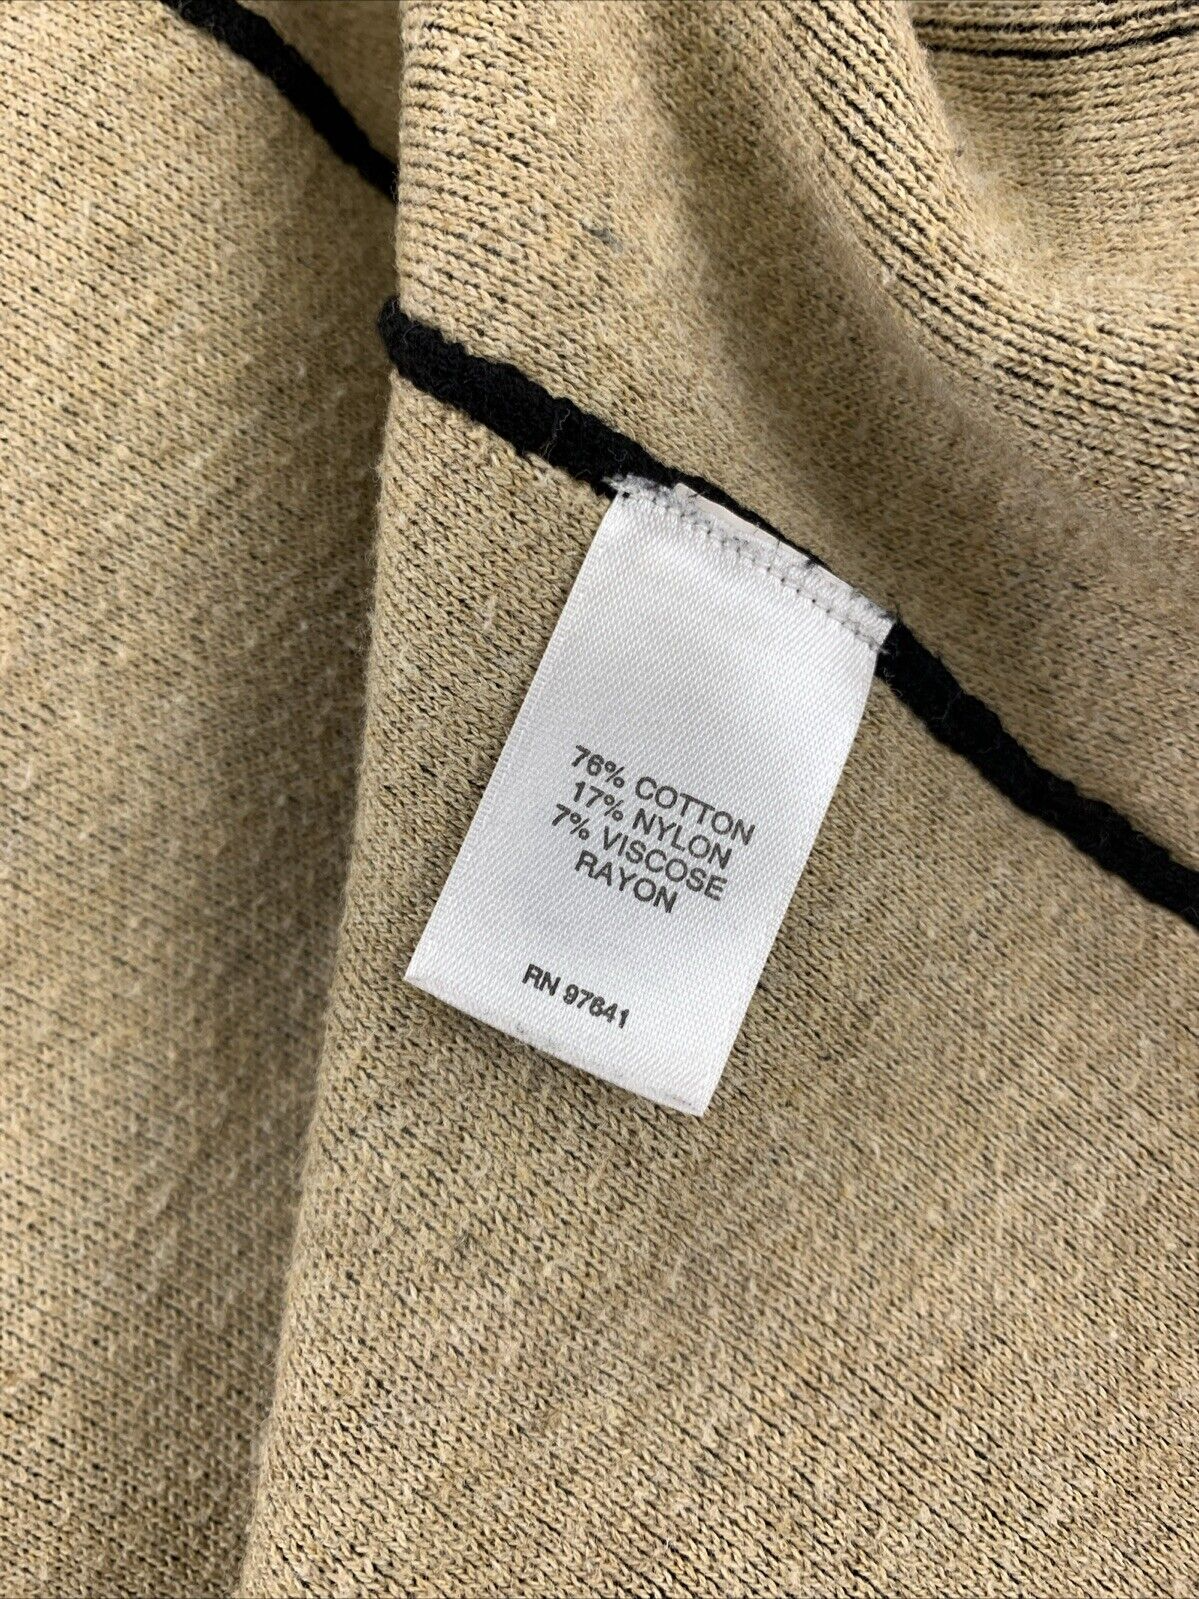 76% COTTON
17% NYLON
7% VISCOSE
RAYON
RN 97641